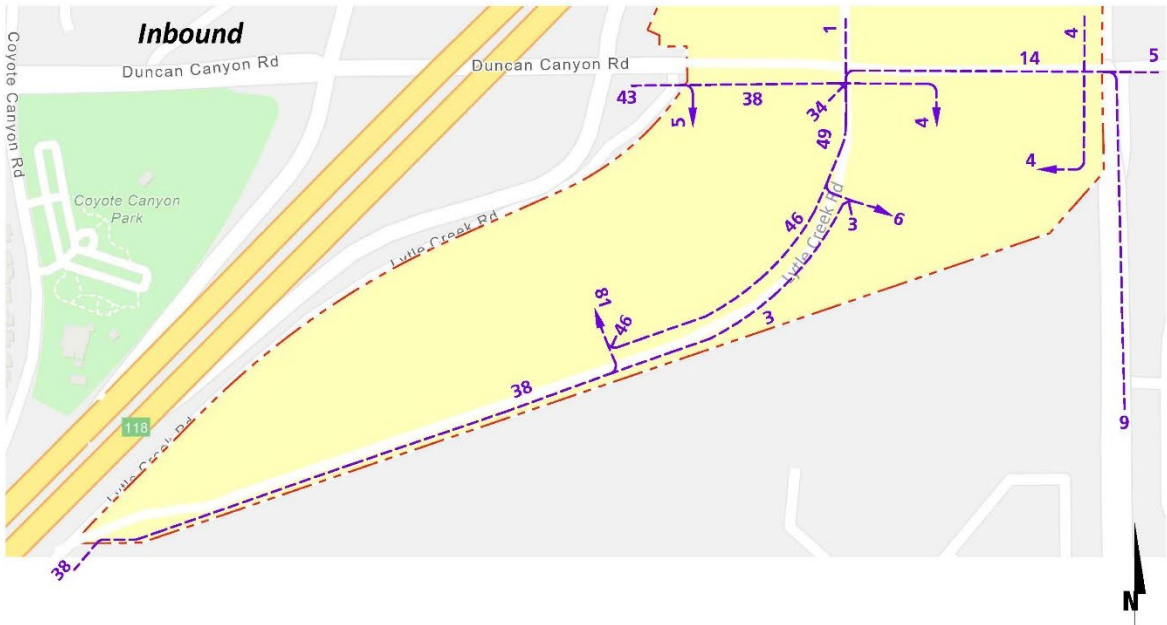 Inbound
Coyote Canyon Rd
Duncan Canyon Rd
Duncan Canyon Rd
1
4
14
5
43
38
34
5
4
49
4
Coyote Canyon
Park
Lytle Creek Rd
Lytle Creek Rd
46
3
6
81
46
3
38
118
9
Lytle Creek Rd
38
N